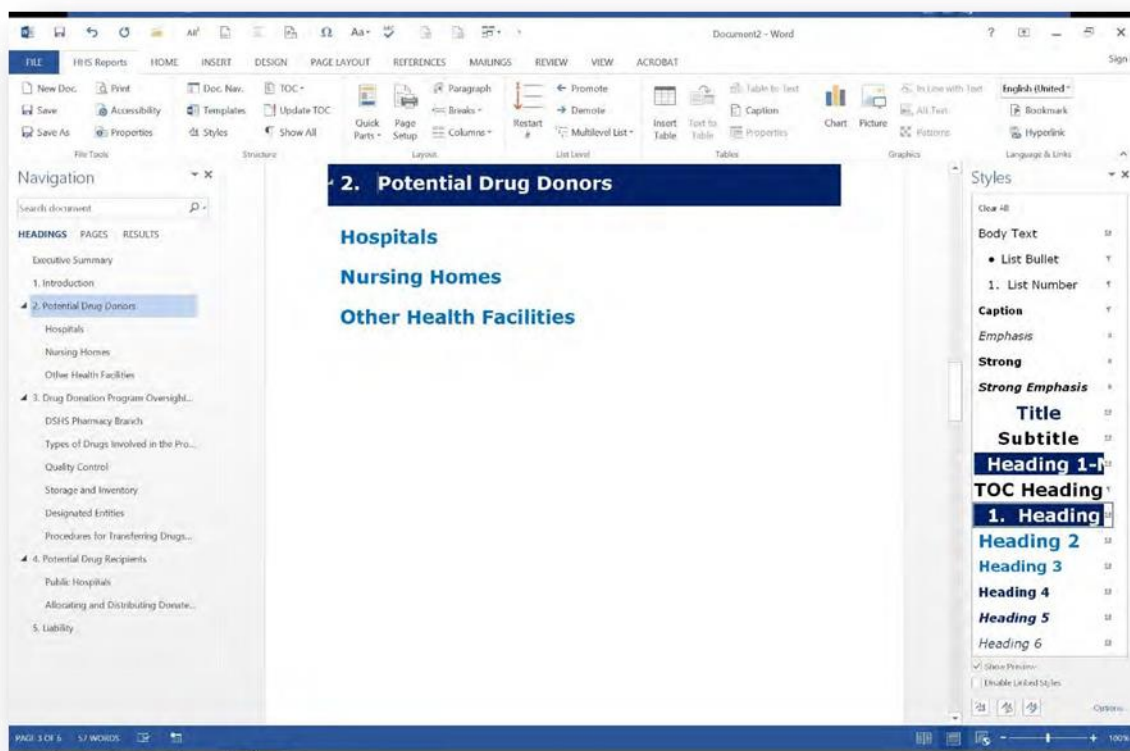 Document2 - Word
Sign
FILE HHS Reports HOME INSERT DESIGN PAGE LAYOUT REFERENCES MAILINGS REVIEW VIEW ACROBAT
New Doc. Print
Save Accessibility
Save As Properties
File Tools
Doc. Nav. TOC
Templates Update TOC
Styles Show All
Structure
Quick Parts
Page Setup
Paragraph
Breaks
Columns
Layout
Restart #
Promote
Demote
Multilevel List
List Level
Insert Table
Text to Table
Table to Text
Caption
Properties
Tables
Chart
Picture
In Line with Text
Alt Text
Graphics
English (United
Bookmark
Hyperlink
Language & Links
Navigation
Search document
HEADINGS PAGES RESULTS
Executive Summary
1. Introduction
2. Potential Drug Donors
Hospitals
Nursing Homes
Other Health Facilities
3. Drug Donation Program Oversight...
DSHS Pharmacy Branch
Types of Drugs Involved in the Pro...
Quality Control
Storage and Inventory
Designated Entities
Procedures for Transferring Drugs...
4. Potential Drug Recipients
Public Hospitals
Allocating and Distributing Donate...
5. Liability
2. Potential Drug Donors
Hospitals
Nursing Homes
Other Health Facilities
Styles
Clear All
Body Text
• List Bullet
1. List Number
Caption
Emphasis
Strong
Strong Emphasis
Title
Subtitle
Heading 1-N
TOC Heading
1. Heading
Heading 2
Heading 3
Heading 4
Heading 5
Heading 6
Show Preview
Disable Linked Styles
Options...
PAGE 3 OF 6 57 WORDS
100%